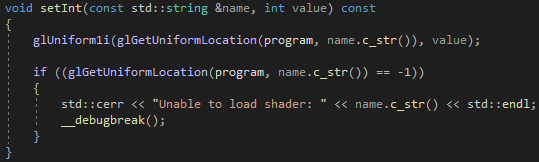 void setInt(const std::string &name, int value) const
{
glUniform1i(glGetUniformLocation(program, name.c_str()), value);
if ((glGetUniformLocation(program, name.c_str()) == -1))
{
std::cerr << "Unable to load shader: " << name.c_str() << std::endl;
__debugbreak();
}
}